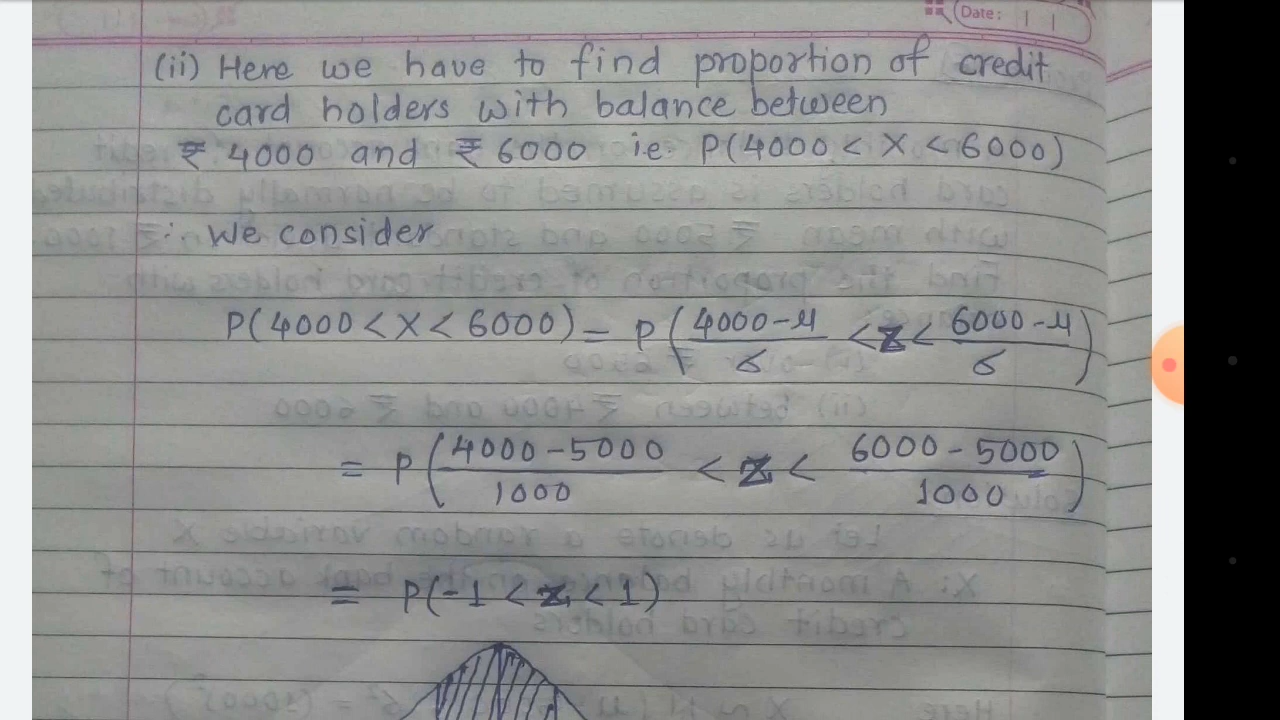 Date:
(ii) Here we have to find proportion of credit
card holders with balance between
₹ 4000 and ₹ 6000 i.e. P(4000 < X < 6000)
∴ We consider
P(4000 < X < 6000) = P((4000-μ)/σ < Z < (6000-μ)/σ)
= P((4000-5000)/1000 < Z < (6000-5000)/1000)
= P(-1 < Z < 1)